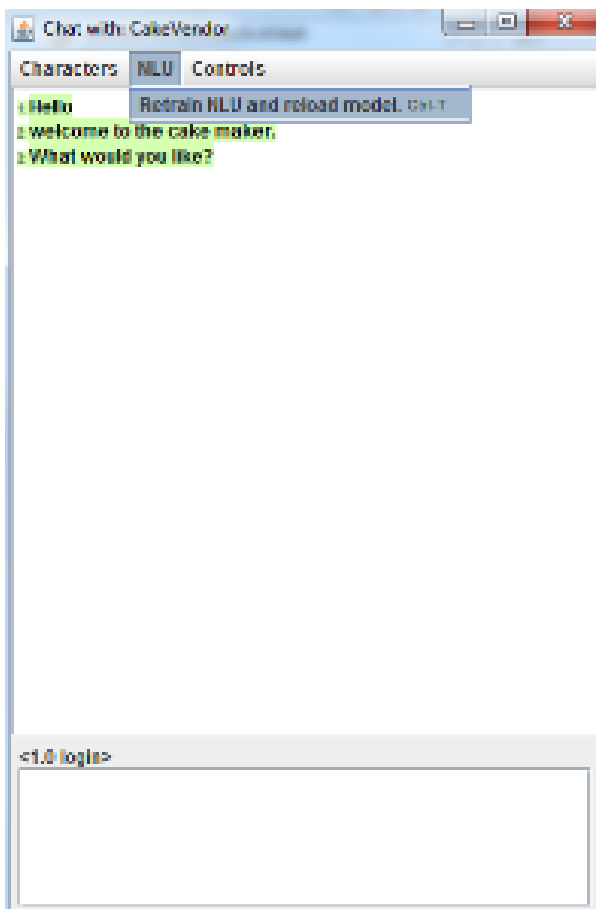 Chat with: CakeVendor
Characters NLU Controls
Retrain NLU and reload model. Ctrl-T
Hello
welcome to the cake maker.
What would you like?
<1.0 login>